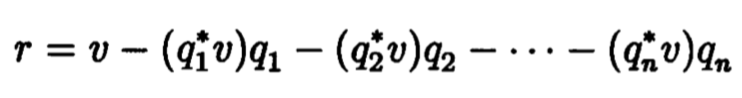 r = v − (q₁*v)q₁ − (q₂*v)q₂ − ⋯ − (qₙ*v)qₙ